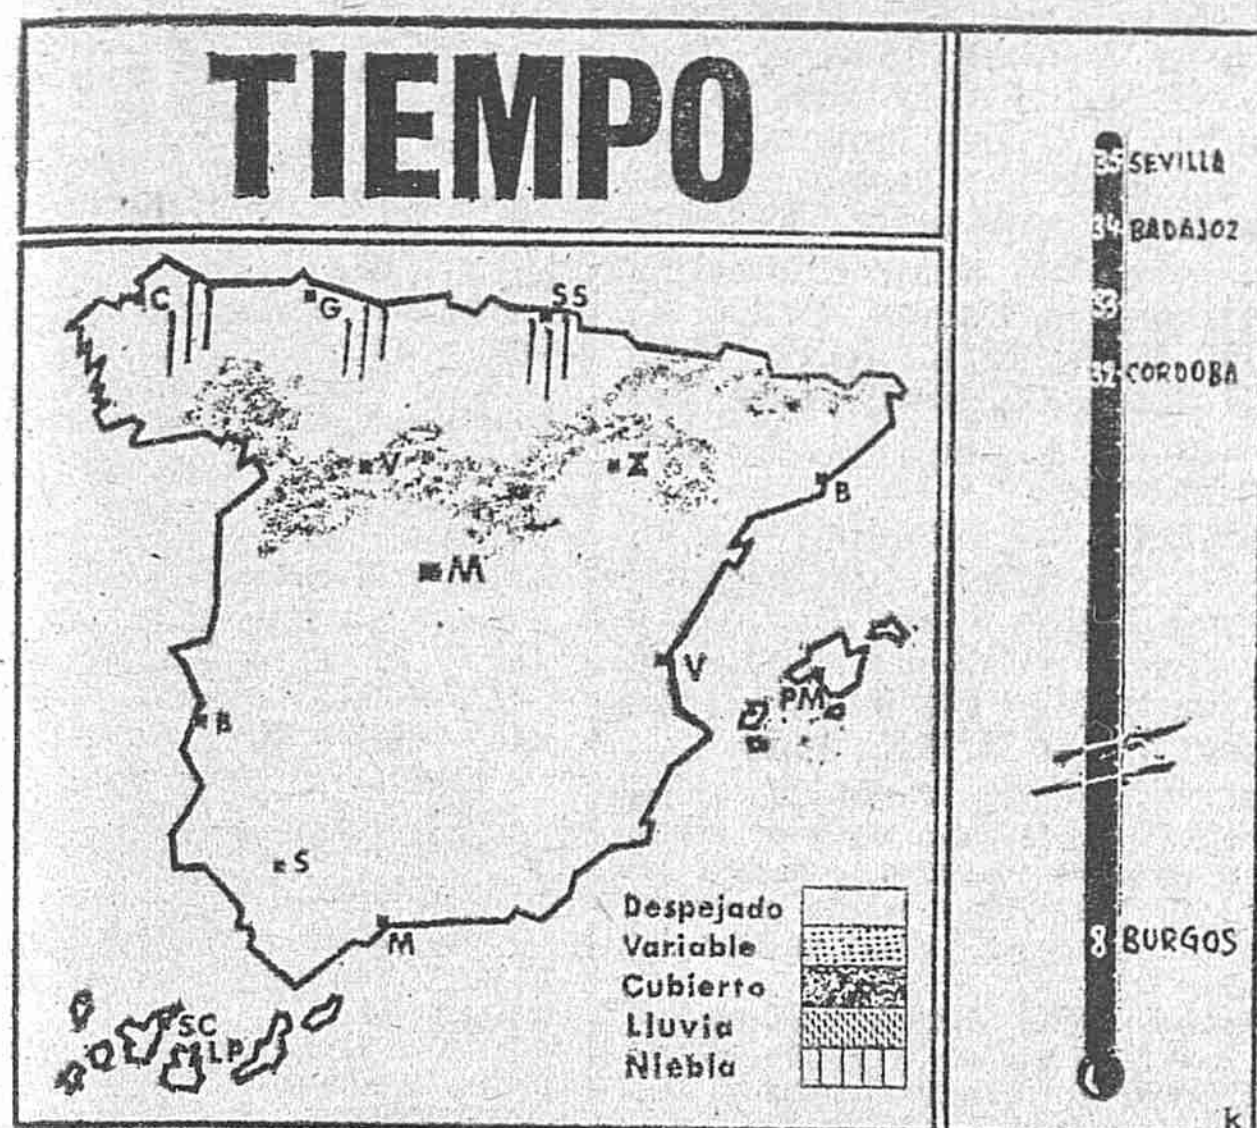 TIEMPO
35 SEVILLA
34 BADAJOZ
33
32 CORDOBA
8 BURGOS
C
G
SS
V
Z
B
M
V
PM
B
S
M
SC
LP
Despejado
Variable
Cubierto
Lluvia
Niebla
k